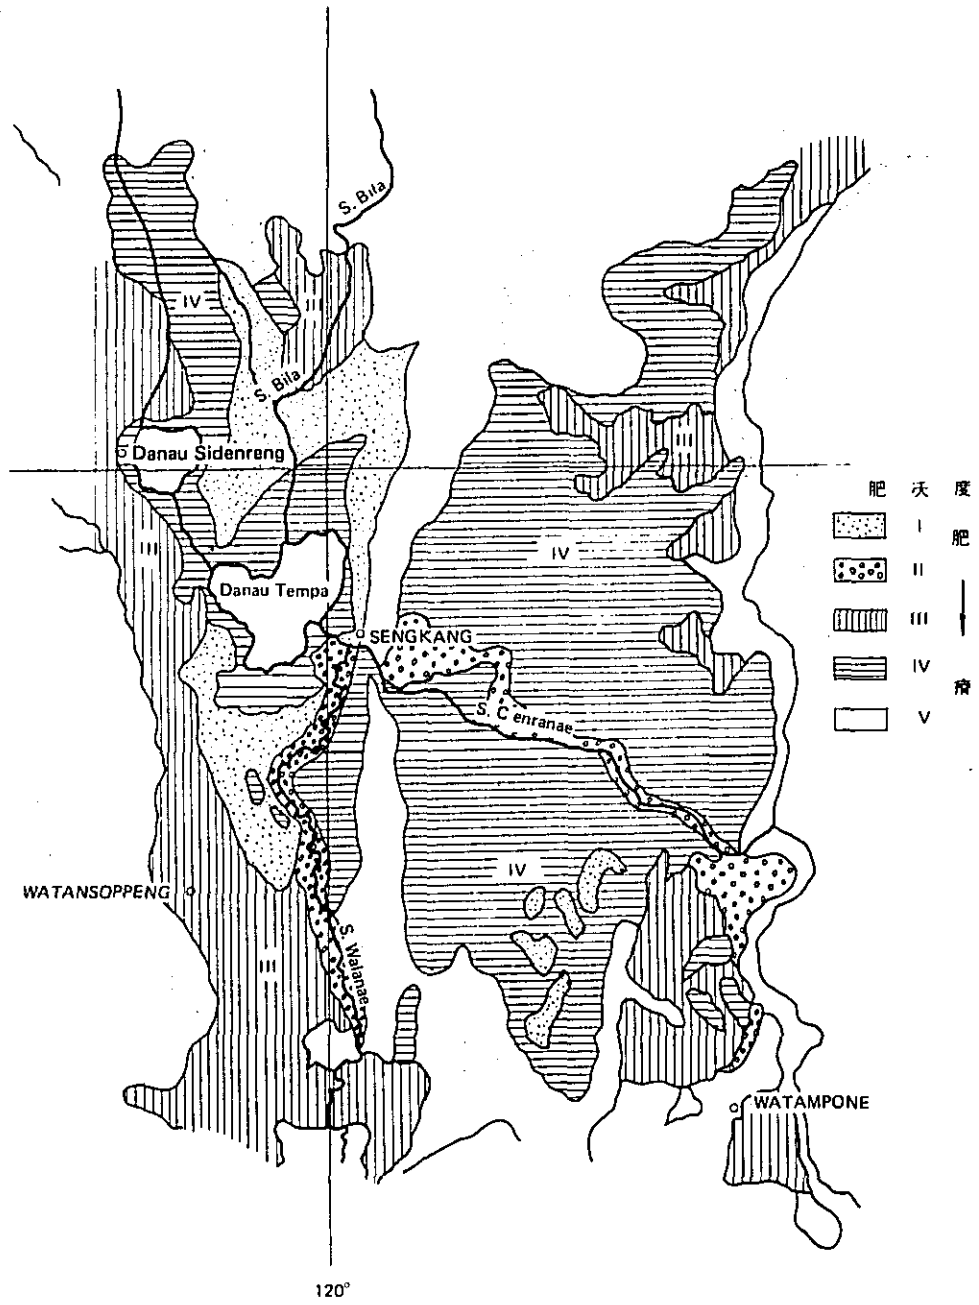 S. Bila
IV
II
S. Bila
Danau Sidenreng
III
III
IV
Danau Tempa
SENGKANG
S. Cenranae
肥 沃 度
I 肥
II
III
IV 瘠
V
IV
WATANSOPPENG
III
S. Walanae
WATAMPONE
120°